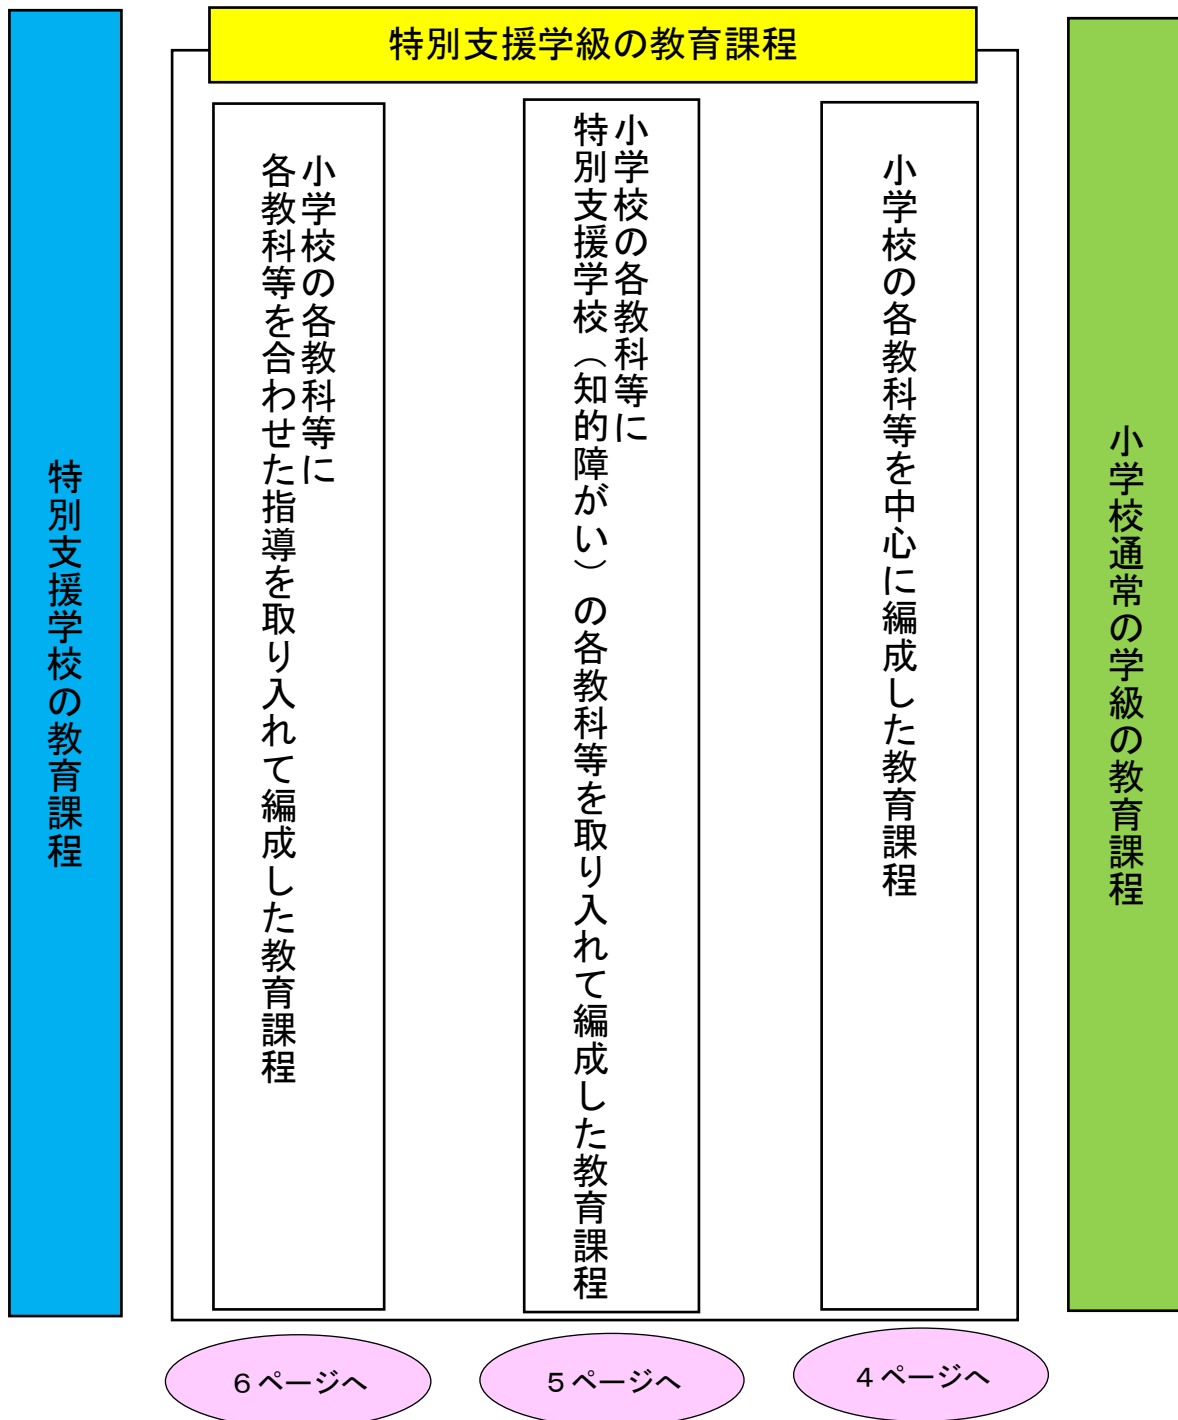 特別支援学級の教育課程
小学校通常の学級の教育課程
小学校の各教科等を中心に編成した教育課程
小学校の各教科等に
特別支援学校（知的障がい）の各教科等を取り入れて編成した教育課程
小学校の各教科等に
各教科等を合わせた指導を取り入れて編成した教育課程
特別支援学校の教育課程
６ページへ
５ページへ
４ページへ